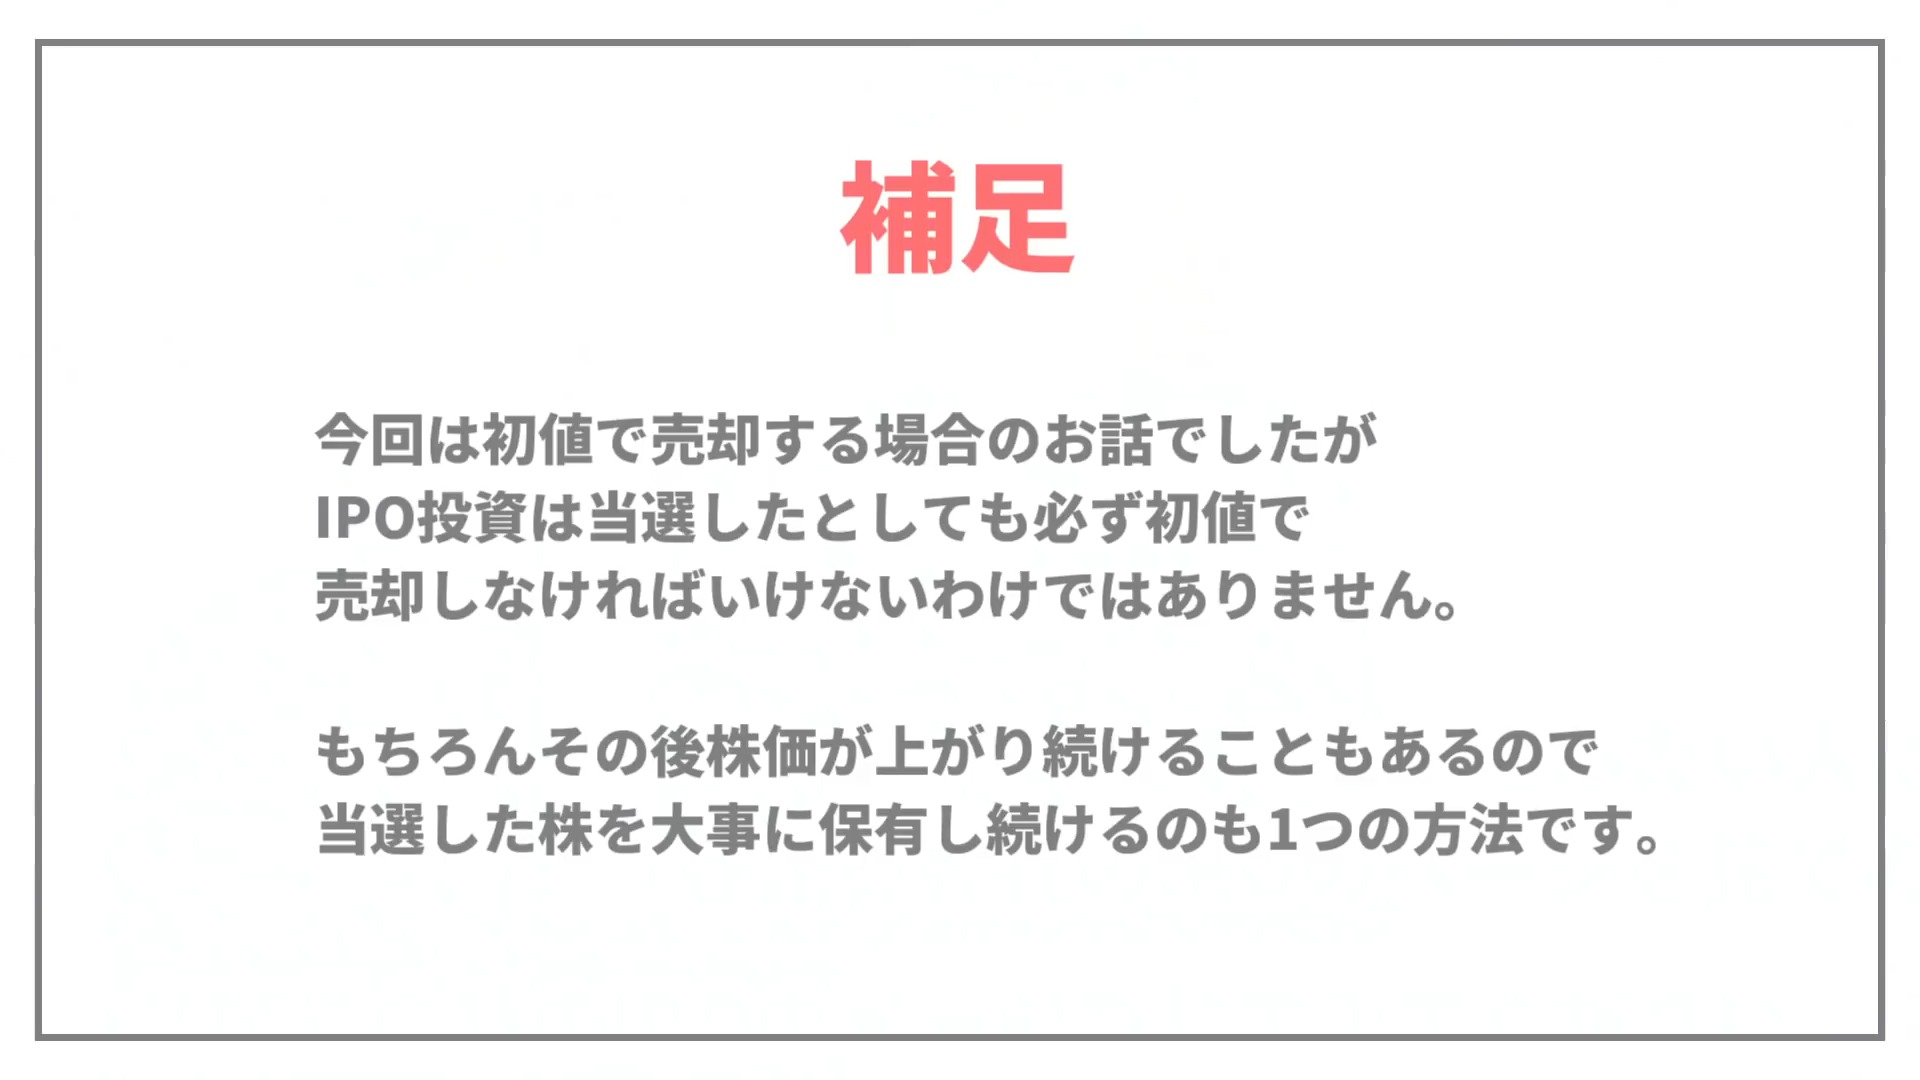 補足
今回は初値で売却する場合のお話でしたが
IPO投資は当選したとしても必ず初値で
売却しなければいけないわけではありません。
もちろんその後株価が上がり続けることもあるので
当選した株を大事に保有し続けるのも1つの方法です。